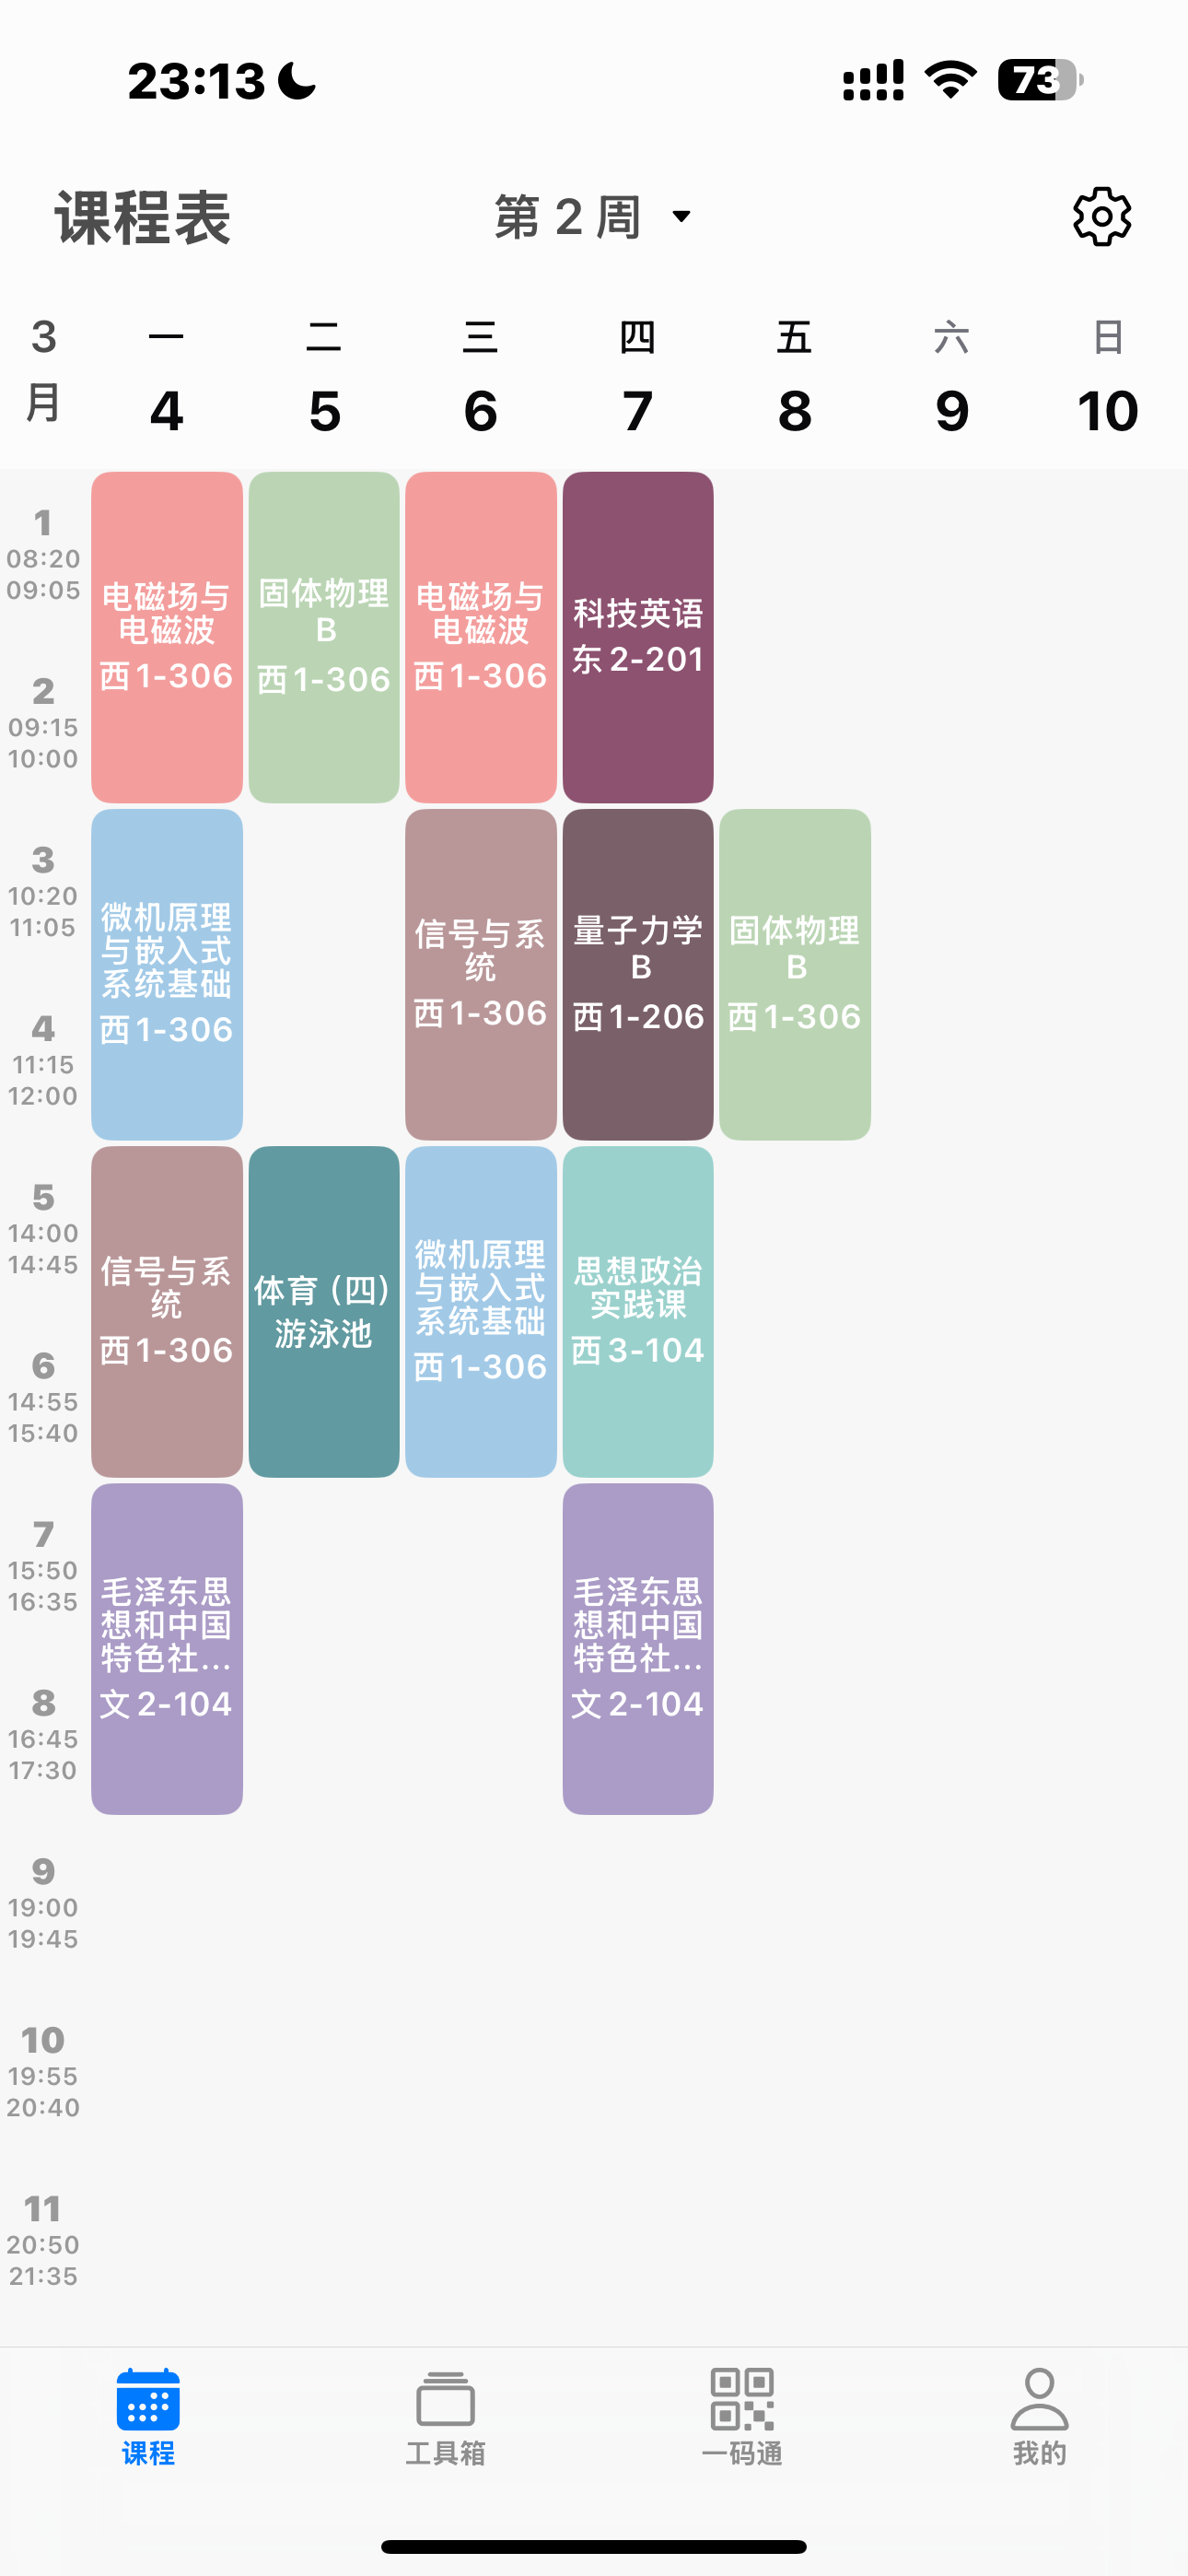 23:13
73
课程表
第 2 周
3
月
一
二
三
四
五
六
日
4
5
6
7
8
9
10
1
08:20
09:05
2
09:15
10:00
电磁场与
电磁波
西 1-306
固体物理
B
西 1-306
电磁场与
电磁波
西 1-306
科技英语
东 2-201
3
10:20
11:05
4
11:15
12:00
微机原理
与嵌入式
系统基础
西 1-306
信号与系
统
西 1-306
量子力学
B
西 1-206
固体物理
B
西 1-306
5
14:00
14:45
6
14:55
15:40
信号与系
统
西 1-306
体育（四）
游泳池
微机原理
与嵌入式
系统基础
西 1-306
思想政治
实践课
西 3-104
7
15:50
16:35
8
16:45
17:30
毛泽东思
想和中国
特色社...
文 2-104
毛泽东思
想和中国
特色社...
文 2-104
9
19:00
19:45
10
19:55
20:40
11
20:50
21:35
课程
工具箱
一码通
我的